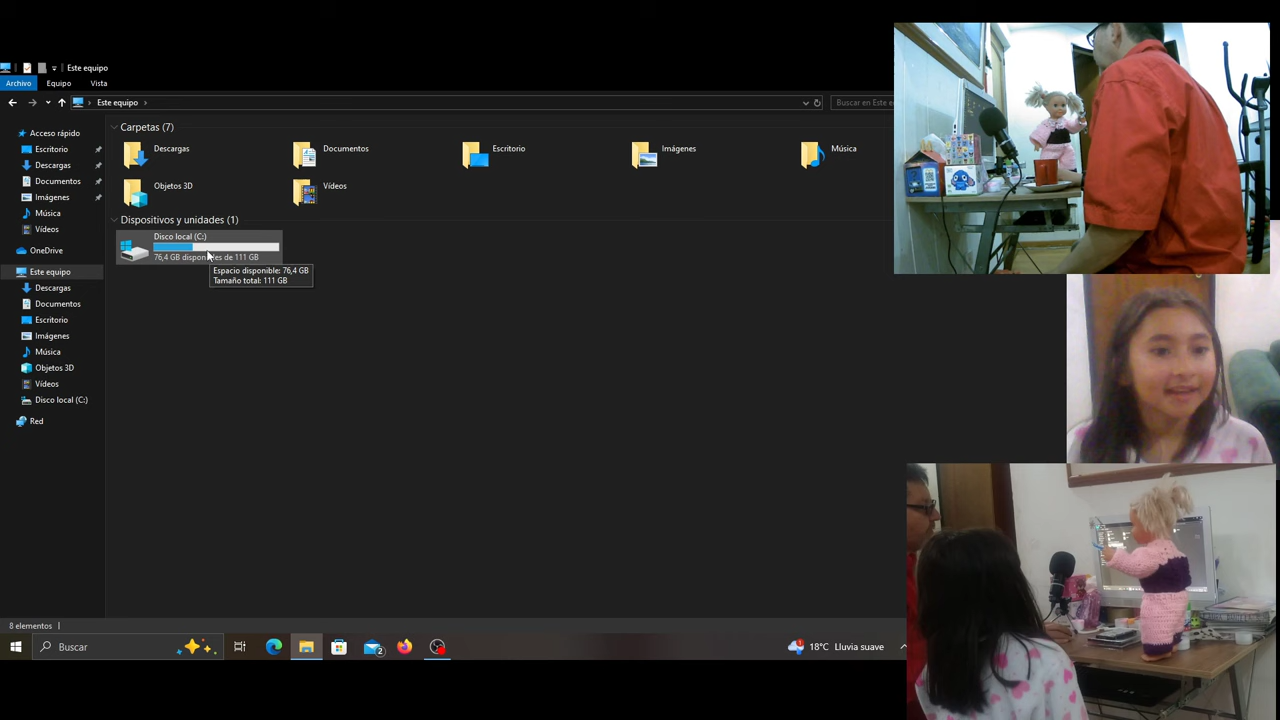 Este equipo
Archivo Equipo Vista
Este equipo
Buscar en Este e
Acceso rápido
Escritorio
Descargas
Documentos
Imágenes
Música
Vídeos
OneDrive
Este equipo
Descargas
Documentos
Escritorio
Imágenes
Música
Objetos 3D
Vídeos
Disco local (C:)
Red
Carpetas (7)
Descargas Documentos Escritorio Imágenes Música
Objetos 3D Vídeos
Dispositivos y unidades (1)
Disco local (C:)
76,4 GB disponibles de 111 GB
Espacio disponible: 76,4 GB
Tamaño total: 111 GB
8 elementos
Buscar 2 1 18°C Lluvia suave